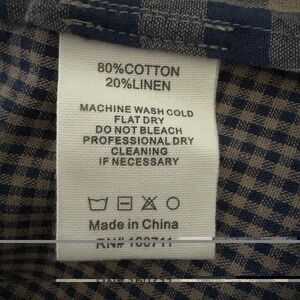 80%COTTON
20%LINEN
MACHINE WASH COLD
FLAT DRY
DO NOT BLEACH
PROFESSIONAL DRY
CLEANING
IF NECESSARY
Made in China